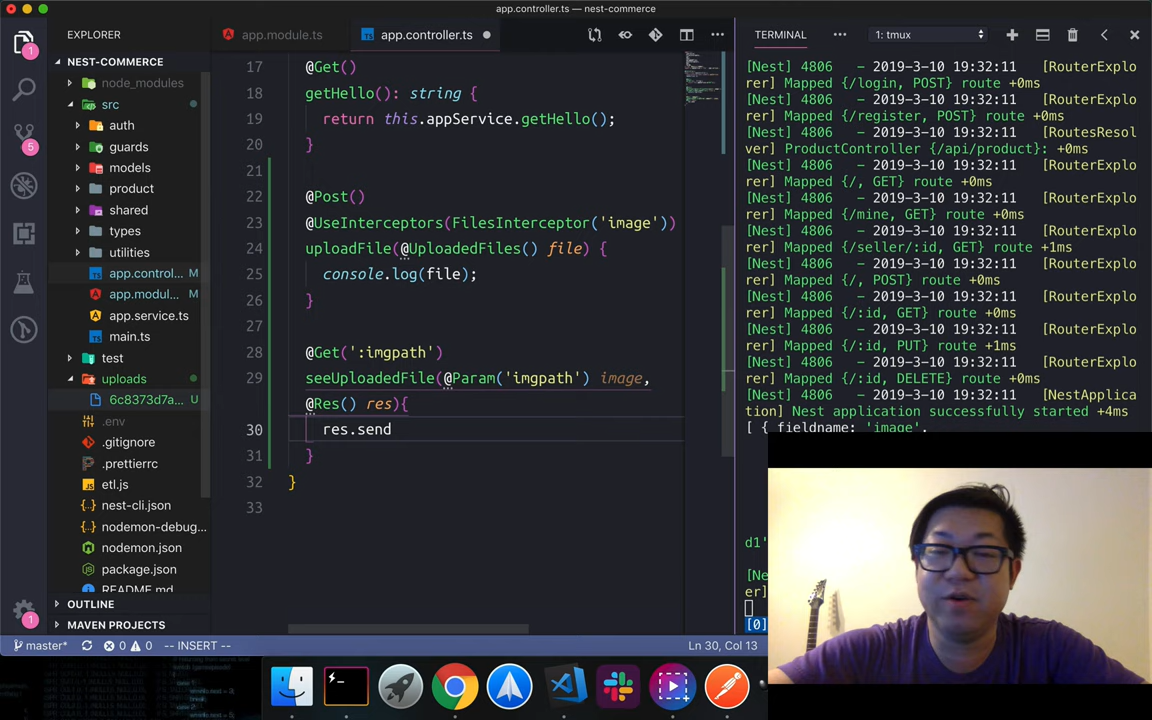 app.controller.ts — nest-commerce
EXPLORER
NEST-COMMERCE
node_modules
src
auth
guards
models
product
shared
types
utilities
app.control... M
app.modul... M
app.service.ts
main.ts
test
uploads
6c8373d7a... U
.env
.gitignore
.prettierrc
etl.js
nest-cli.json
nodemon-debug...
nodemon.json
package.json
README.md
OUTLINE
MAVEN PROJECTS
1
5
1
app.module.ts
app.controller.ts
17 @Get()
18 getHello(): string {
19 return this.appService.getHello();
20 }
21
22 @Post()
23 @UseInterceptors(FilesInterceptor('image'))
24 uploadFile(@UploadedFiles() file) {
25 console.log(file);
26 }
27
28 @Get(':imgpath')
29 seeUploadedFile(@Param('imgpath') image,
@Res() res){
30 res.send
31 }
32 }
33
TERMINAL
1: tmux
[Nest] 4806 - 2019-3-10 19:32:11 [RouterExplo
rer] Mapped {/login, POST} route +0ms
[Nest] 4806 - 2019-3-10 19:32:11 [RouterExplo
rer] Mapped {/register, POST} route +0ms
[Nest] 4806 - 2019-3-10 19:32:11 [RoutesResol
ver] ProductController {/api/product}: +0ms
[Nest] 4806 - 2019-3-10 19:32:11 [RouterExplo
rer] Mapped {/, GET} route +0ms
[Nest] 4806 - 2019-3-10 19:32:11 [RouterExplo
rer] Mapped {/mine, GET} route +0ms
[Nest] 4806 - 2019-3-10 19:32:11 [RouterExplo
rer] Mapped {/seller/:id, GET} route +1ms
[Nest] 4806 - 2019-3-10 19:32:11 [RouterExplo
rer] Mapped {/, POST} route +0ms
[Nest] 4806 - 2019-3-10 19:32:11 [RouterExplo
rer] Mapped {/:id, GET} route +0ms
[Nest] 4806 - 2019-3-10 19:32:11 [RouterExplo
rer] Mapped {/:id, PUT} route +1ms
[Nest] 4806 - 2019-3-10 19:32:11 [RouterExplo
rer] Mapped {/:id, DELETE} route +0ms
[Nest] 4806 - 2019-3-10 19:32:11 [NestApplica
tion] Nest application successfully started +4ms
[ { fieldname: 'image',
d1'
[Ne
er]
[0]
master*
0
0
-- INSERT --
Ln 30, Col 13